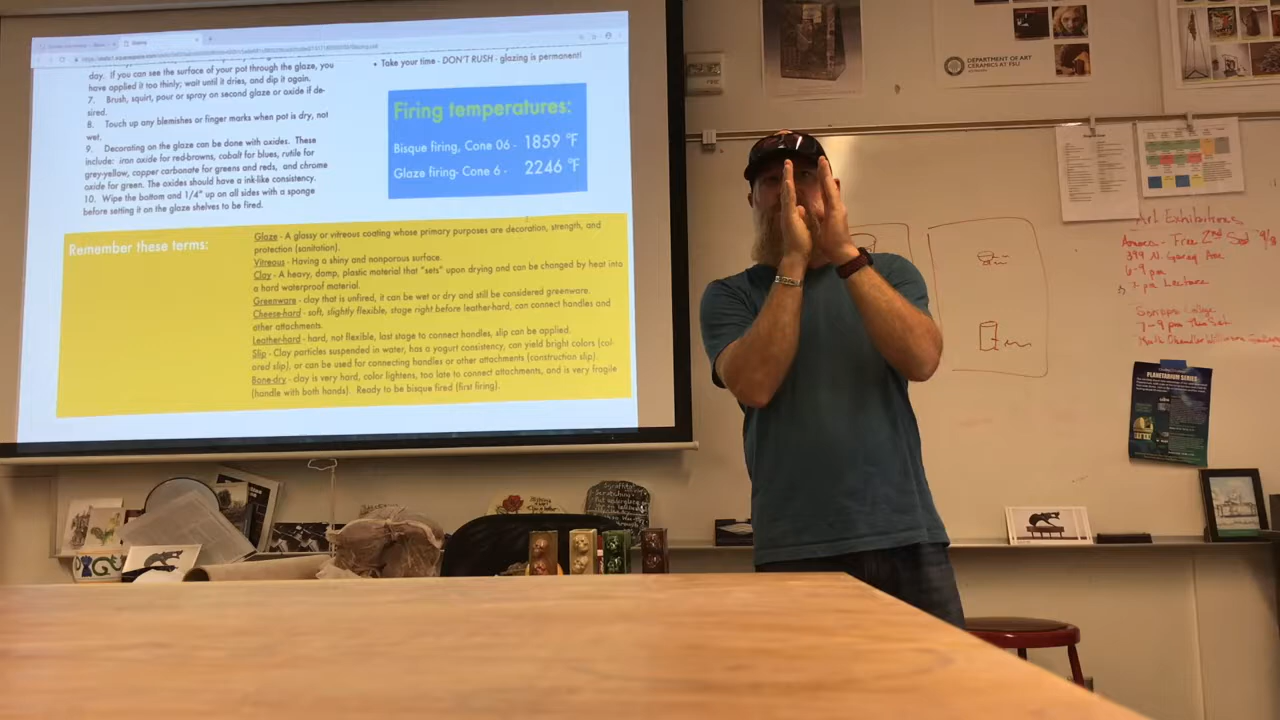 day. If you can see the surface of your pot through the glaze, you
have applied it too thinly; wait until it dries, and dip it again.
7. Brush, squirt, pour or spray on second glaze or oxide if de-
sired.
8. Touch up any blemishes or finger marks when pot is dry, not
wet.
9. Decorating on the glaze can be done with oxides. These
include: iron oxide for red-browns, cobalt for blues, rutile for
grey-yellow, copper carbonate for greens and reds, and chrome
oxide for green. The oxides should have a ink-like consistency.
10. Wipe the bottom and 1/4" up on all sides with a sponge
before setting it on the glaze shelves to be fired.
• Take your time - DON'T RUSH - glazing is permanent!
Firing temperatures:
Bisque firing, Cone 06 - 1859 °F
Glaze firing- Cone 6 - 2246 °F
Remember these terms:
Glaze - A glassy or vitreous coating whose primary purposes are decoration, strength, and
protection (sanitation).
Vitreous - Having a shiny and nonporous surface.
Clay - A heavy, damp, plastic material that "sets" upon drying and can be changed by heat into
a hard waterproof material.
Greenware - clay that is unfired, it can be wet or dry and still be considered greenware.
Cheese-hard - soft, slightly flexible, stage right before leather-hard, can connect handles and
other attachments.
Leather-hard - hard, not flexible, last stage to connect handles, slip can be applied.
Slip - Clay particles suspended in water, has a yogurt consistency, can yield bright colors (col-
ored slip), or can be used for connecting handles or other attachments (construction slip).
Bone-dry - clay is very hard, color lightens, too late to connect attachments, and is very fragile
(handle with both hands). Ready to be bisque fired (first firing).
DEPARTMENT OF ART
CERAMICS AT FSU
Art Exhibitions
399 N. Garey Ave
6-9 pm
7 pm Lecture
7-9 pm
PLANETARIUM SERIES